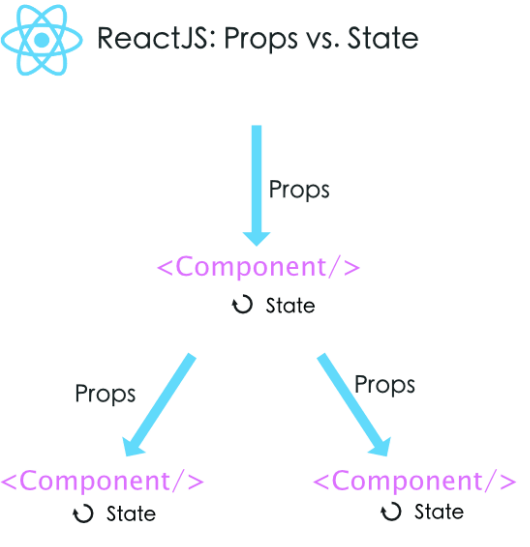 ReactJS: Props vs. State
Props
<Component/>
State
Props
Props
<Component/>
<Component/>
State
State